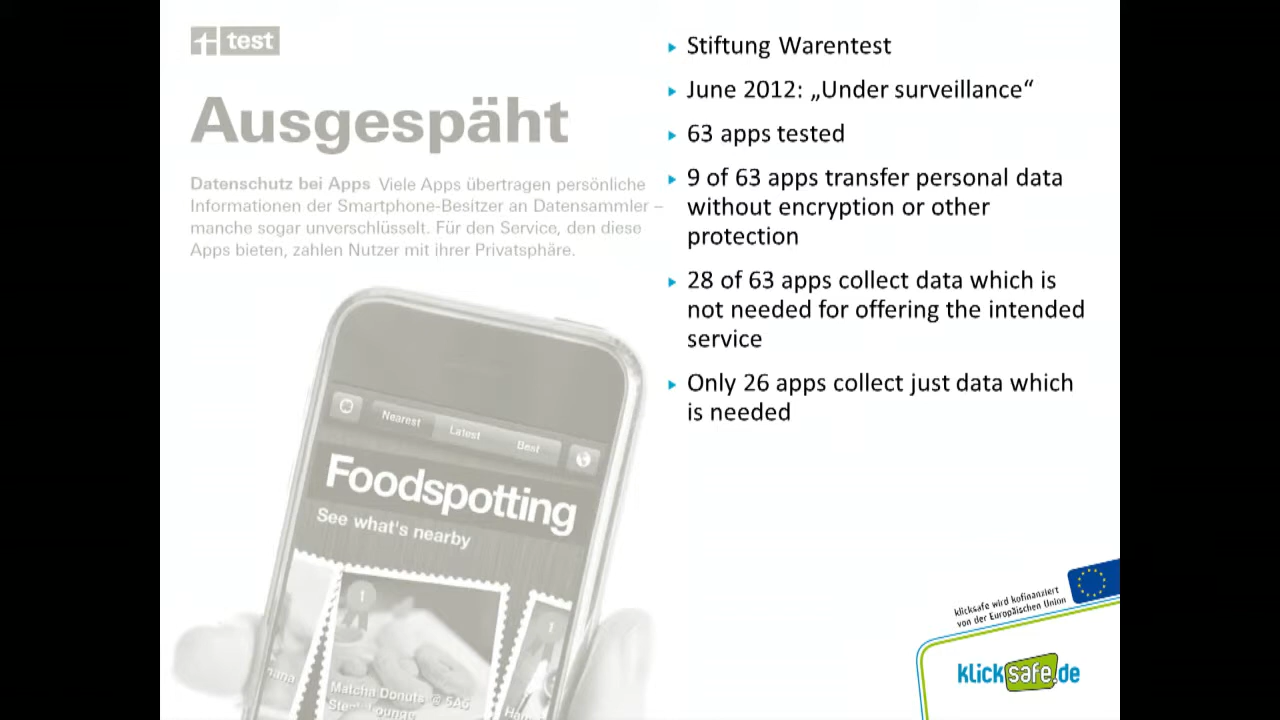 test
Ausgespäht
Datenschutz bei Apps Viele Apps übertragen persönliche
Informationen der Smartphone-Besitzer an Datensammler –
manche sogar unverschlüsselt. Für den Service, den diese
Apps bieten, zahlen Nutzer mit ihrer Privatsphäre.
Nearest
Latest
Best
Foodspotting
See what's nearby
1
1
Matcha Donuts @
Lounge
Stiftung Warentest
June 2012: „Under surveillance“
63 apps tested
9 of 63 apps transfer personal data
without encryption or other
protection
28 of 63 apps collect data which is
not needed for offering the intended
service
Only 26 apps collect just data which
is needed
klicksafe wird kofinanziert
von der Europäischen Union
klicksafe.de